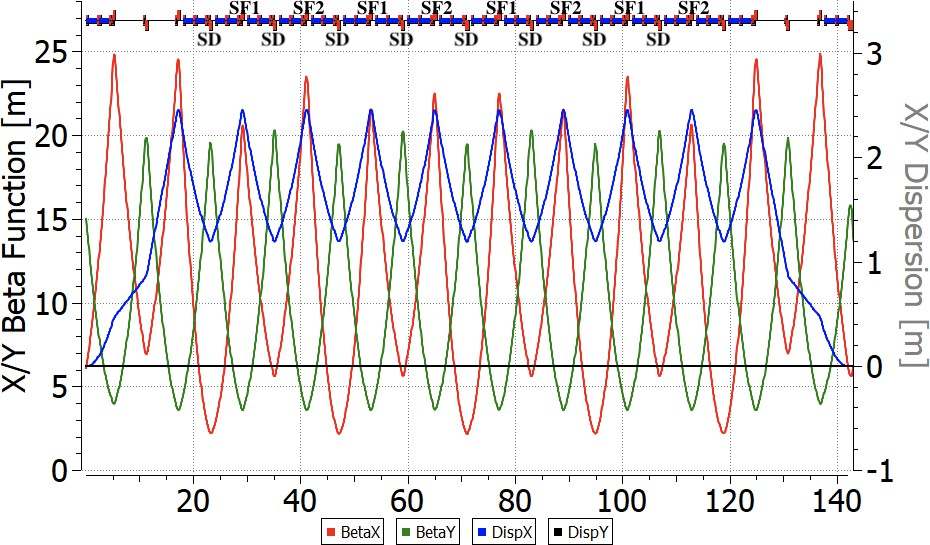 SF1 SF2 SF1 SF2 SF1 SF2 SF1 SF2
SD SD SD SD SD SD SD SD
X/Y Beta Function [m]
25
20
15
10
5
0
3
2
1
0
-1
X/Y Dispersion [m]
20 40 60 80 100 120 140
BetaX BetaY DispX DispY